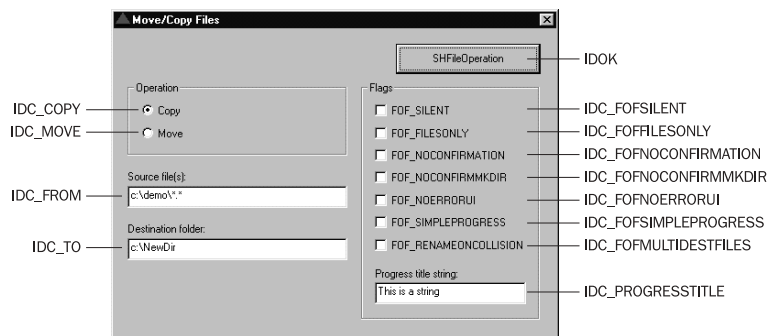 Move/Copy Files
SHFileOperation
IDOK
Operation
Flags
IDC_COPY
Copy
FOF_SILENT
IDC_FOFSILENT
IDC_MOVE
Move
FOF_FILESONLY
IDC_FOFFILESONLY
FOF_NOCONFIRMATION
IDC_FOFNOCONFIRMATION
Source file(s):
FOF_NOCONFIRMMKDIR
IDC_FOFNOCONFIRMMKDIR
IDC_FROM
c:\demo\*.*
FOF_NOERRORUI
IDC_FOFNOERRORUI
FOF_SIMPLEPROGRESS
IDC_FOFSIMPLEPROGRESS
Destination folder:
IDC_TO
c:\NewDir
FOF_RENAMEONCOLLISION
IDC_FOFMULTIDESTFILES
Progress title string:
This is a string
IDC_PROGRESSTITLE